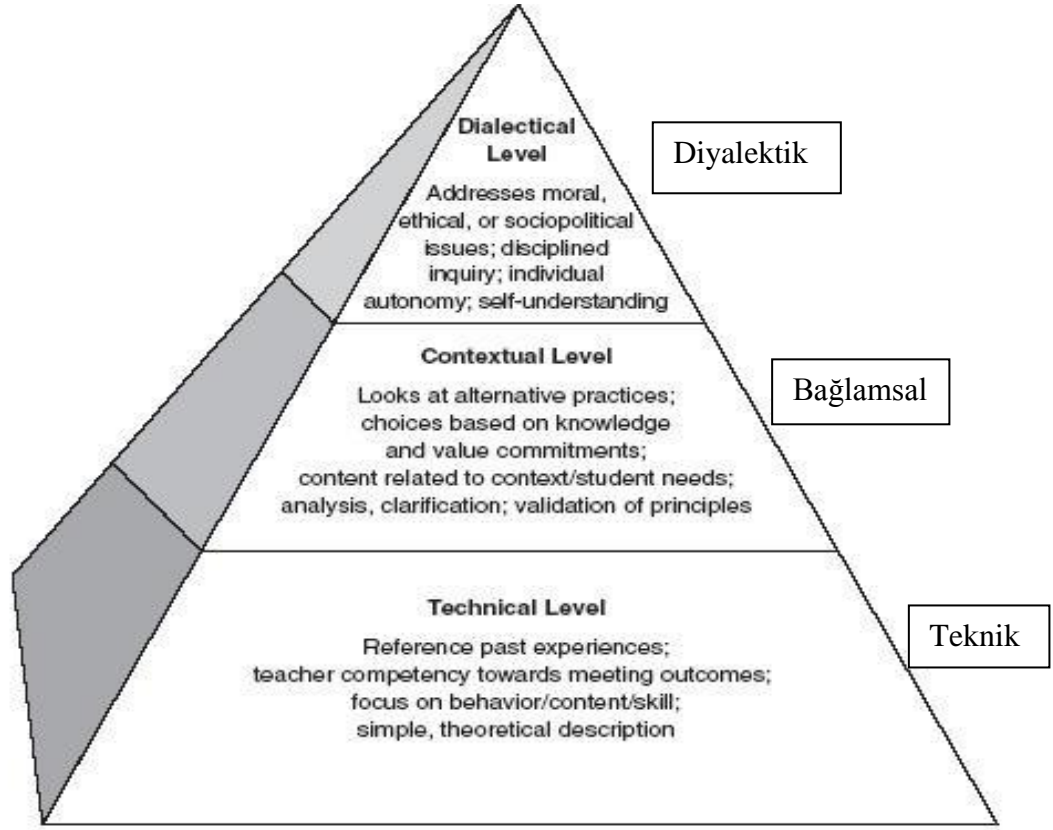 Dialectical
Level
Addresses moral,
ethical, or sociopolitical
issues; disciplined
inquiry; individual
autonomy; self-understanding
Diyalektik
Contextual Level
Looks at alternative practices;
choices based on knowledge
and value commitments;
content related to context/student needs;
analysis, clarification; validation of principles
Bağlamsal
Technical Level
Reference past experiences;
teacher competency towards meeting outcomes;
focus on behavior/content/skill;
simple, theoretical description
Teknik